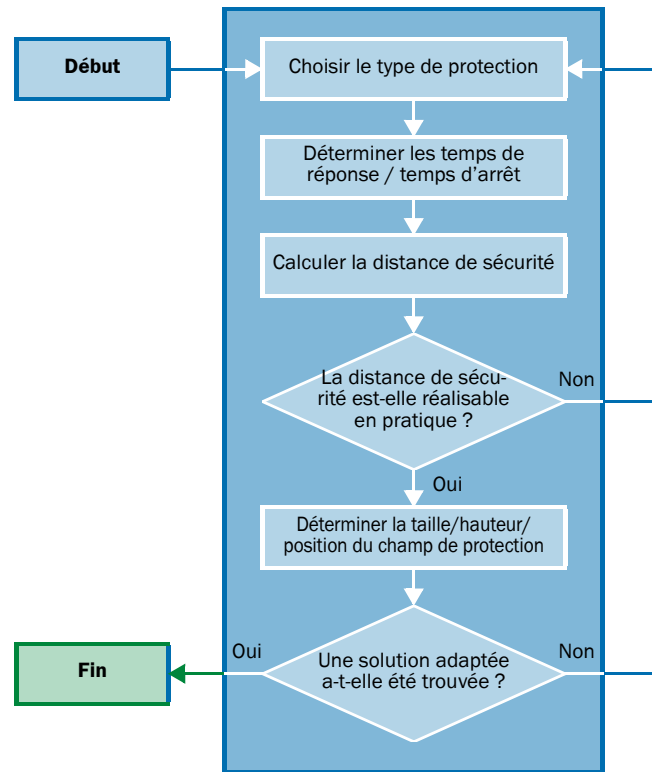 Début
Choisir le type de protection
Déterminer les temps de
réponse / temps d'arrêt
Calculer la distance de sécurité
La distance de sécu-
rité est-elle réalisable
en pratique ?
Non
Oui
Déterminer la taille/hauteur/
position du champ de protection
Fin
Oui
Une solution adaptée
a-t-elle été trouvée ?
Non